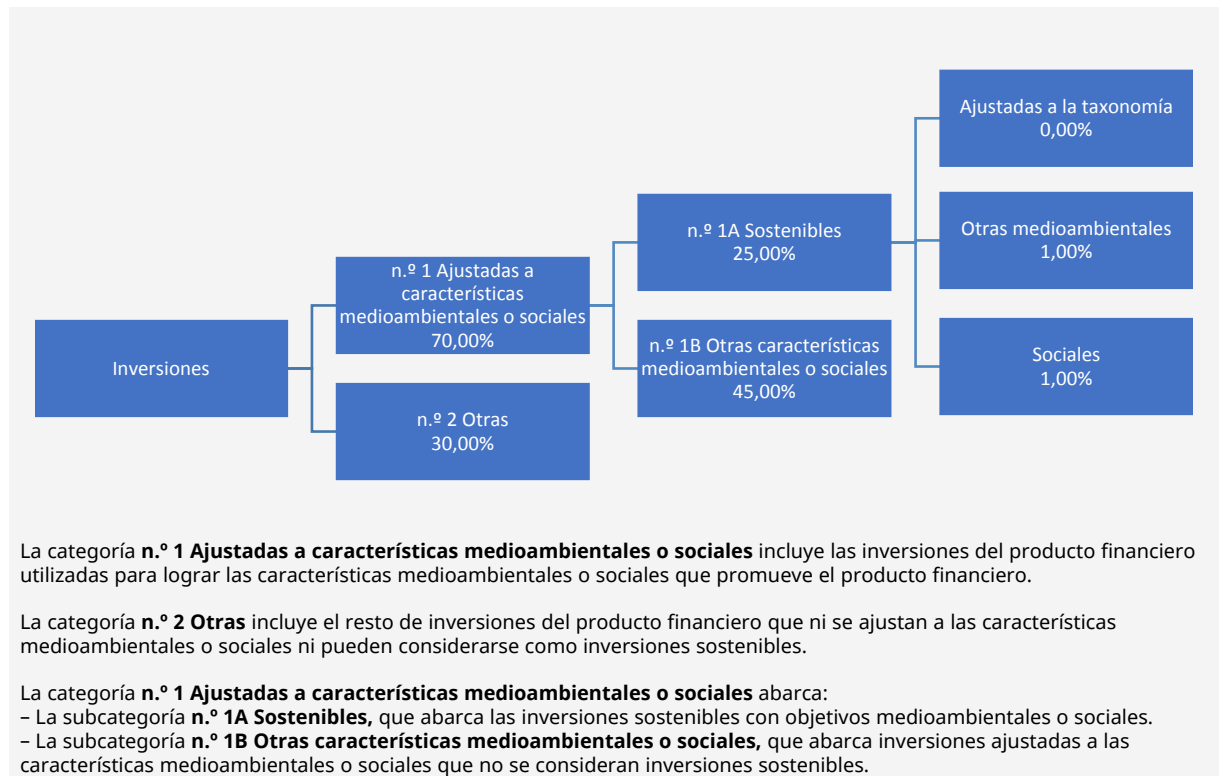 Inversiones
n.º 1 Ajustadas a
características
medioambientales o sociales
70,00%
n.º 2 Otras
30,00%
n.º 1A Sostenibles
25,00%
n.º 1B Otras características
medioambientales o sociales
45,00%
Ajustadas a la taxonomía
0,00%
Otras medioambientales
1,00%
Sociales
1,00%
La categoría n.º 1 Ajustadas a características medioambientales o sociales incluye las inversiones del producto financiero
utilizadas para lograr las características medioambientales o sociales que promueve el producto financiero.
La categoría n.º 2 Otras incluye el resto de inversiones del producto financiero que ni se ajustan a las características
medioambientales o sociales ni pueden considerarse como inversiones sostenibles.
La categoría n.º 1 Ajustadas a características medioambientales o sociales abarca:
– La subcategoría n.º 1A Sostenibles, que abarca las inversiones sostenibles con objetivos medioambientales o sociales.
– La subcategoría n.º 1B Otras características medioambientales o sociales, que abarca inversiones ajustadas a las
características medioambientales o sociales que no se consideran inversiones sostenibles.